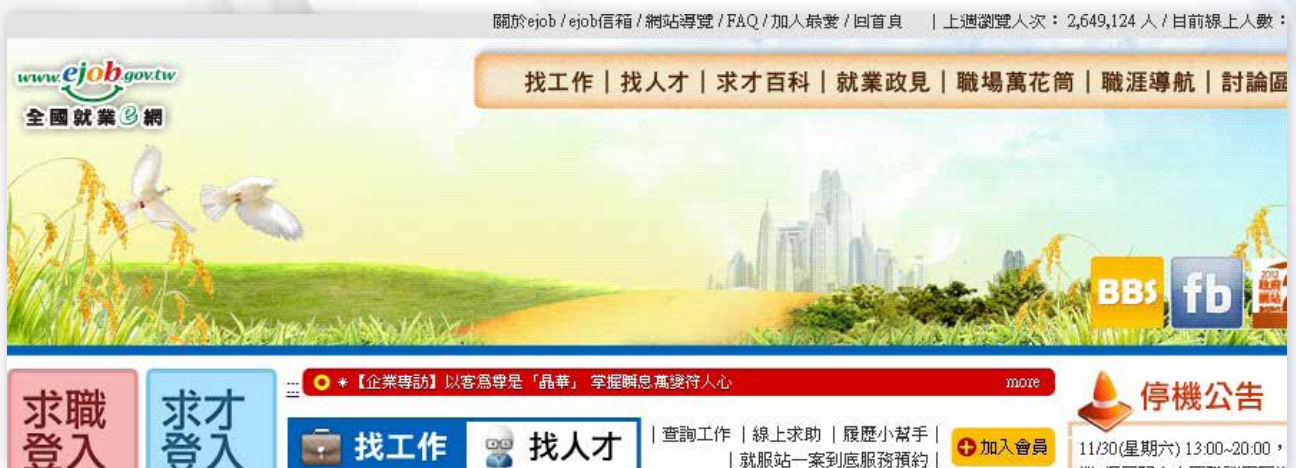 關於ejob / ejob信箱 / 網站導覽 / FAQ / 加入最愛 / 回首頁 | 上週瀏覽人次：2,649,124 人 / 目前線上人數：
www.ejob.gov.tw
全國就業e網
找工作 | 找人才 | 求才百科 | 就業政見 | 職場萬花筒 | 職涯導航 | 討論區
BBS
fb
2012
政府
網站
求職
登入
求才
登入
＊【企業專訪】以客為尊是「晶華」 掌握瞬息萬變符人心
more
找工作
找人才
| 查詢工作 | 線上求助 | 履歷小幫手 |
| 就服站一案到底服務預約 |
加入會員
停機公告
11/30(星期六) 13:00~20:00，